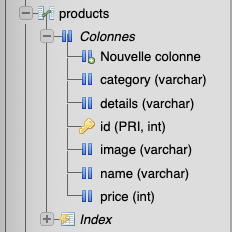 products
Colonnes
Nouvelle colonne
category (varchar)
details (varchar)
id (PRI, int)
image (varchar)
name (varchar)
price (int)
Index